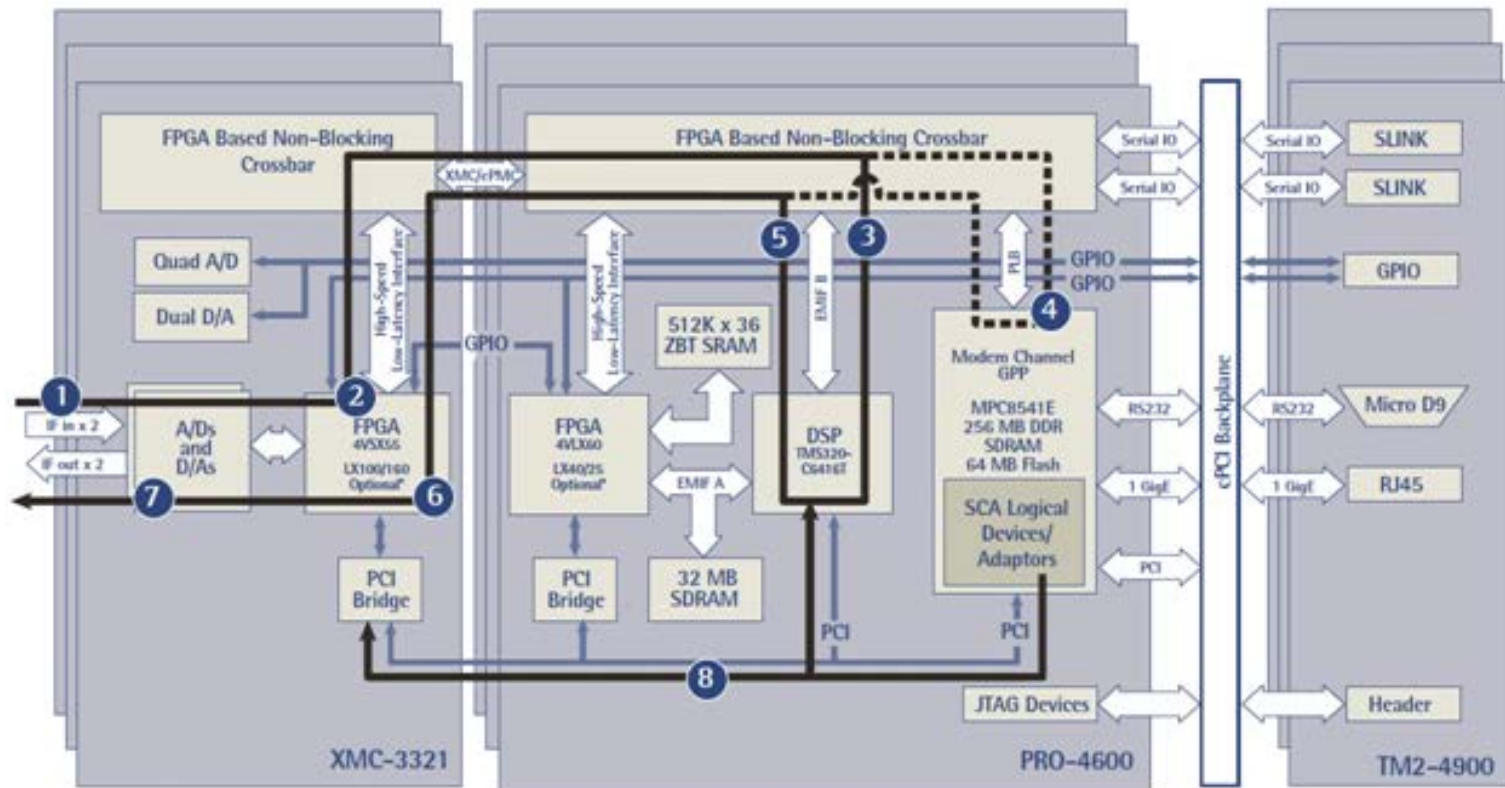 FPGA Based Non-Blocking
Crossbar
XMC/ePMC
High-Speed
Low-Latency Interface
Quad A/D
Dual D/A
GPIO
1
2
IF in x 2
IF out x 2
A/Ds
and
D/As
FPGA
4VSX55
LX100/160
Optional*
7
6
PCI
Bridge
XMC-3321
FPGA Based Non-Blocking Crossbar
5
3
High-Speed
Low-Latency Interface
EMIF B
PLB
GPIO
GPIO
512K x 36
ZBT SRAM
4
FPGA
4VLX60
LX40/25
Optional*
EMIF A
DSP
TMS320-
C6416T
Modem Channel
GPP
MPC8541E
256 MB DDR
SDRAM
64 MB Flash
SCA Logical
Devices/
Adaptors
PCI
Bridge
32 MB
SDRAM
PCI
PCI
8
JTAG Devices
PRO-4600
Serial IO
Serial IO
RS232
1 GigE
PCI
cPCI Backplane
Serial IO
Serial IO
RS232
1 GigE
SLINK
SLINK
GPIO
Micro D9
RJ45
Header
TM2-4900